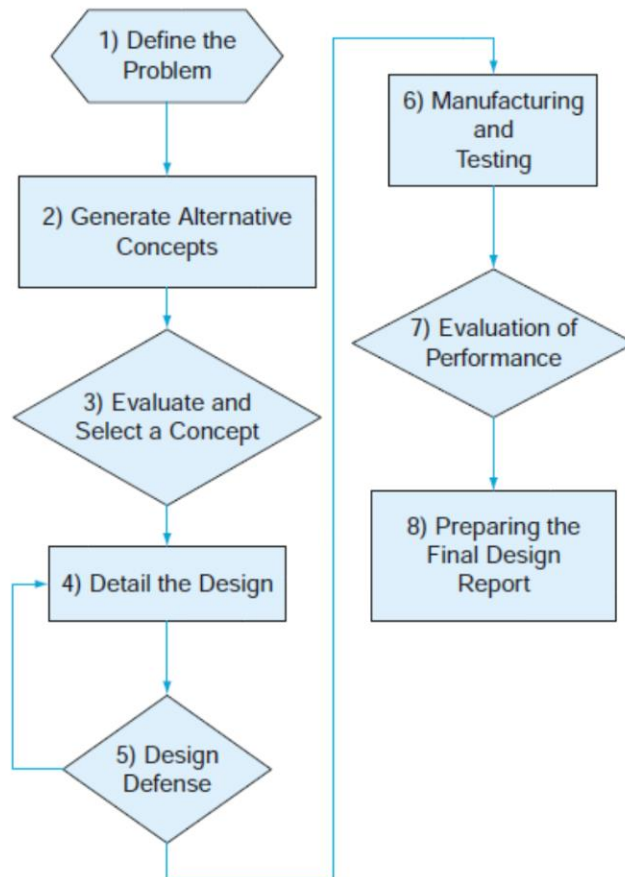 1) Define the
Problem
2) Generate Alternative
Concepts
3) Evaluate and
Select a Concept
4) Detail the Design
5) Design
Defense
6) Manufacturing
and
Testing
7) Evaluation of
Performance
8) Preparing the
Final Design
Report